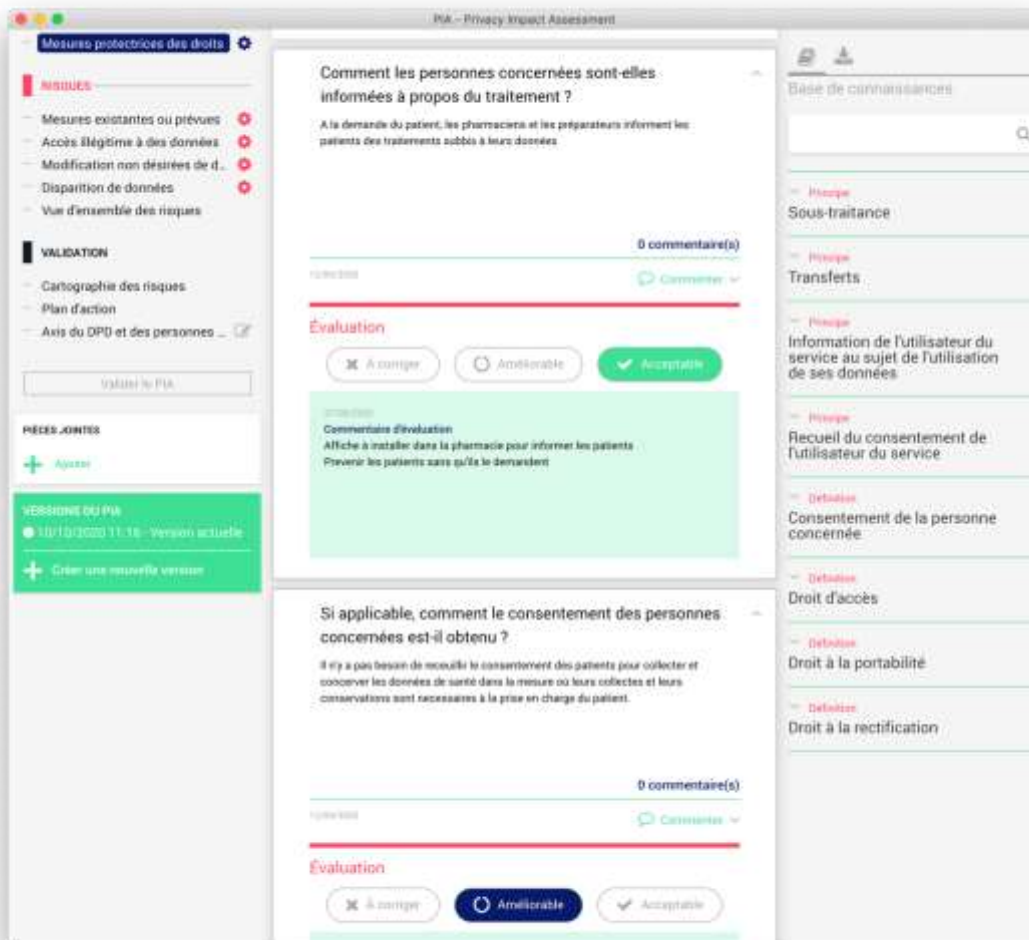 PIA - Privacy Impact Assessment
Mesures protectrices des droits
RISQUES
Mesures existantes ou prévues
Accès illégitime à des données
Modification non désirées de d...
Disparition de données
Vue d'ensemble des risques
VALIDATION
Cartographie des risques
Plan d'action
Avis du DPD et des personnes ...
Valider le PIA
PIÈCES JOINTES
Ajouter
VERSIONS DU PIA
10/10/2020 11:16 - Version actuelle
Créer une nouvelle version
Comment les personnes concernées sont-elles
informées à propos du traitement ?
A la demande du patient, les pharmaciens et les préparateurs informent les
patients des traitements subbis à leurs données
0 commentaire(s)
Commenter
Évaluation
À corriger
Améliorable
Acceptable
Commentaire d'évaluation
Affiche à installer dans la pharmacie pour informer les patients
Prevenir les patients sans qu'ils le demandent
Si applicable, comment le consentement des personnes
concernées est-il obtenu ?
Il n'y a pas besoin de receuillir le consentement des patients pour collecter et
concerver les données de santé dans la mesure où leurs collectes et leurs
conservations sont necessaires à la prise en charge du patient.
0 commentaire(s)
Commenter
Évaluation
À corriger
Améliorable
Acceptable
Base de connaissances
Principe
Sous-traitance
Principe
Transferts
Principe
Information de l'utilisateur du
service au sujet de l'utilisation
de ses données
Principe
Recueil du consentement de
l'utilisateur du service
Définition
Consentement de la personne
concernée
Définition
Droit d'accès
Définition
Droit à la portabilité
Définition
Droit à la rectification